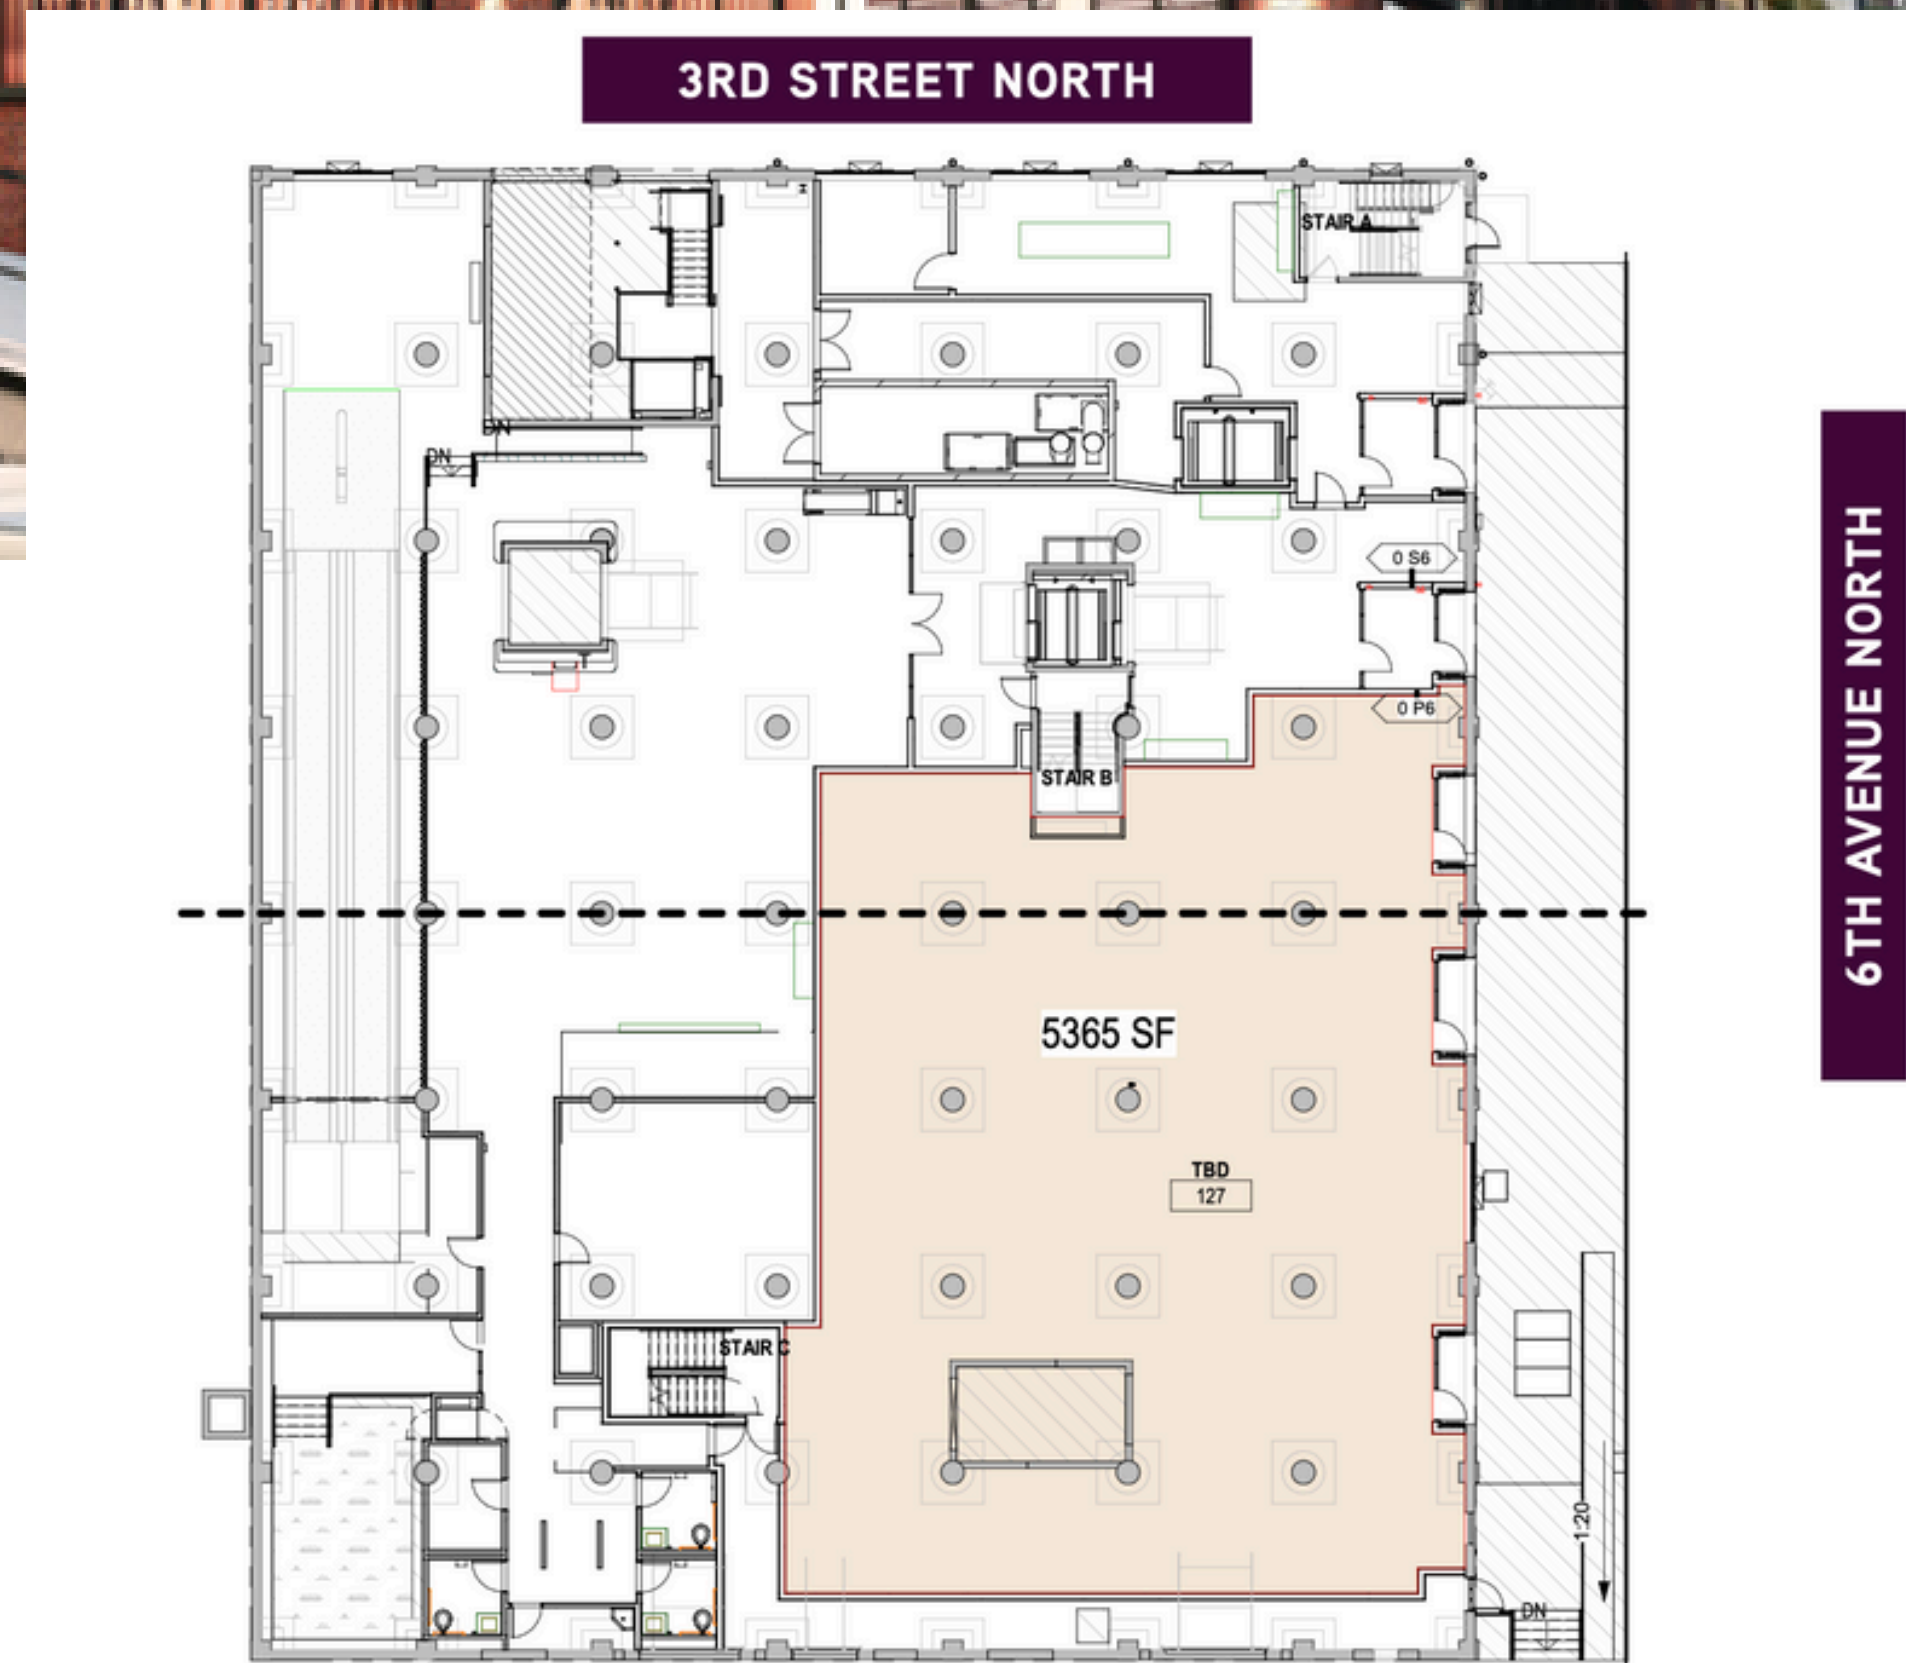 3RD STREET NORTH
STAIR A
DN
DN
0 S6
6TH AVENUE NORTH
0 P6
STAIR B
5365 SF
TBD
127
STAIR C
1:20
DN